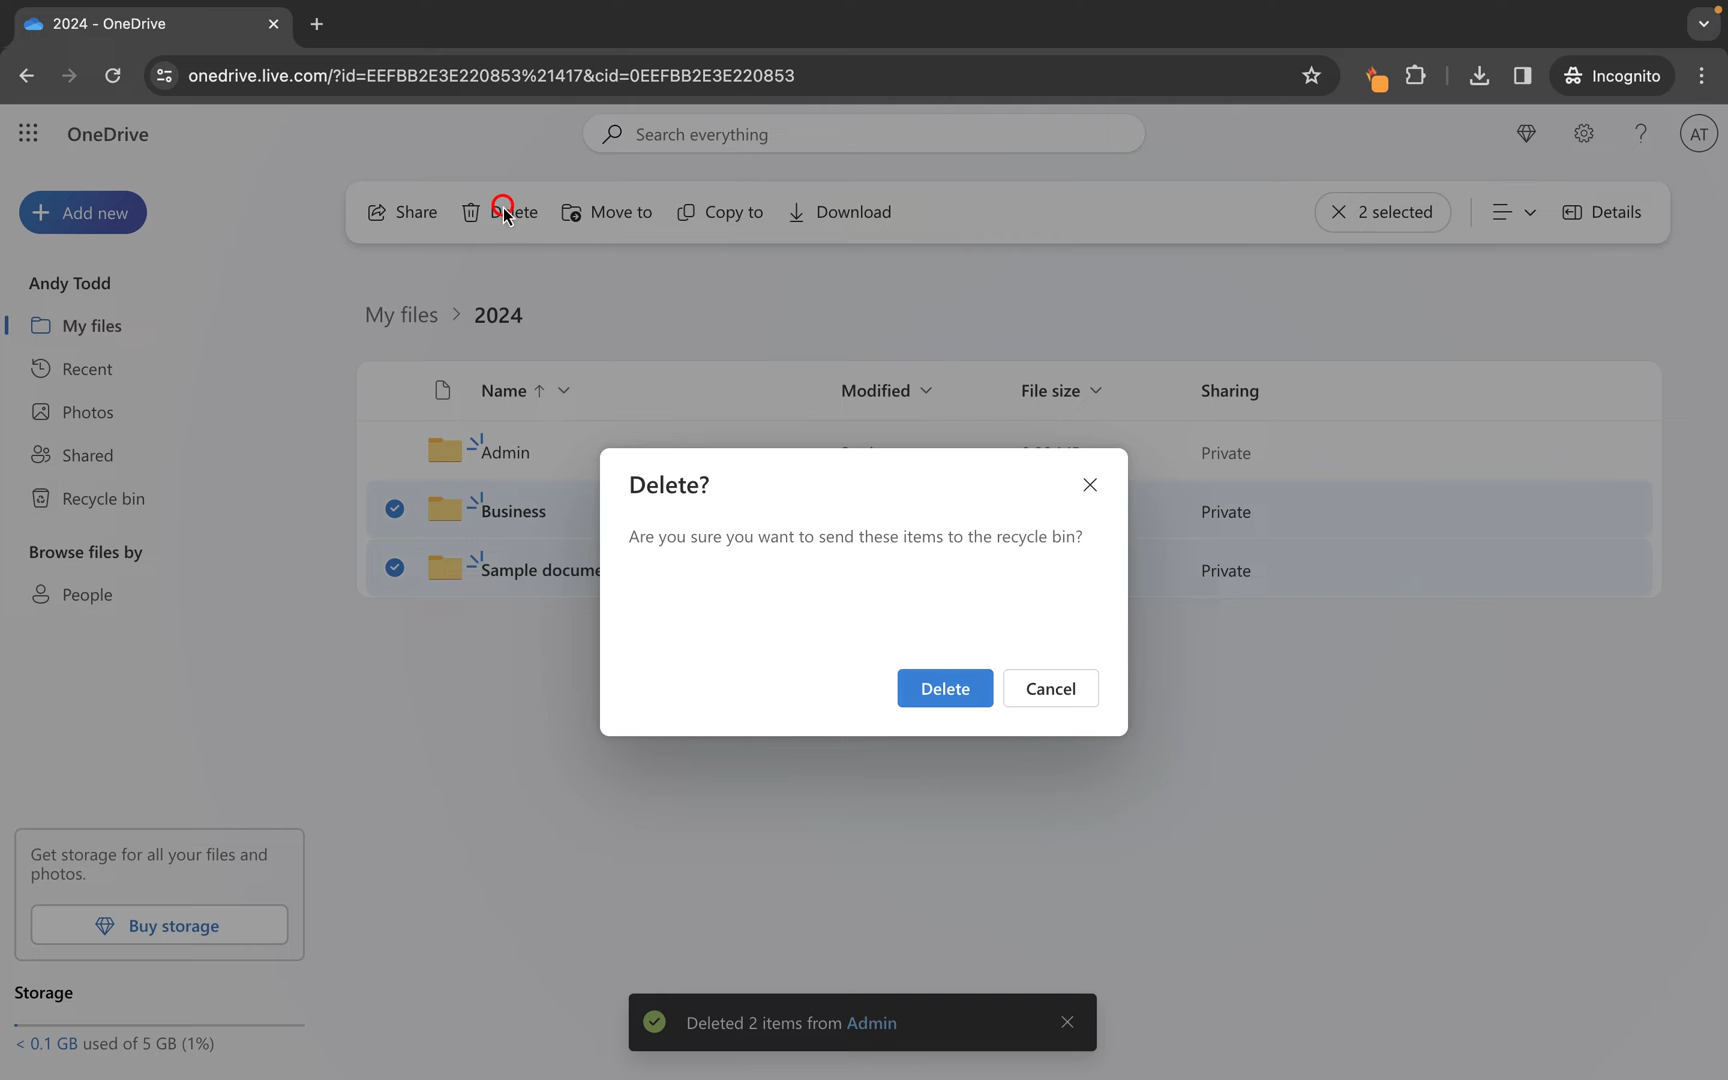 2024 - OneDrive
onedrive.live.com/?id=EEFBB2E3E220853%21417&cid=0EEFBB2E3E220853
Incognito
OneDrive
Search everything
AT
Add new
Share
Move to
Copy to
Download
2 selected
Details
Andy Todd
My files
Recent
Photos
Shared
Recycle bin
Browse files by
People
My files > 2024
Name
Modified
File size
Sharing
Admin
Private
Business
Private
Private
Delete?
Are you sure you want to send these items to the recycle bin?
Delete
Cancel
Get storage for all your files and
photos.
Buy storage
Storage
< 0.1 GB used of 5 GB (1%)
Deleted 2 items from Admin